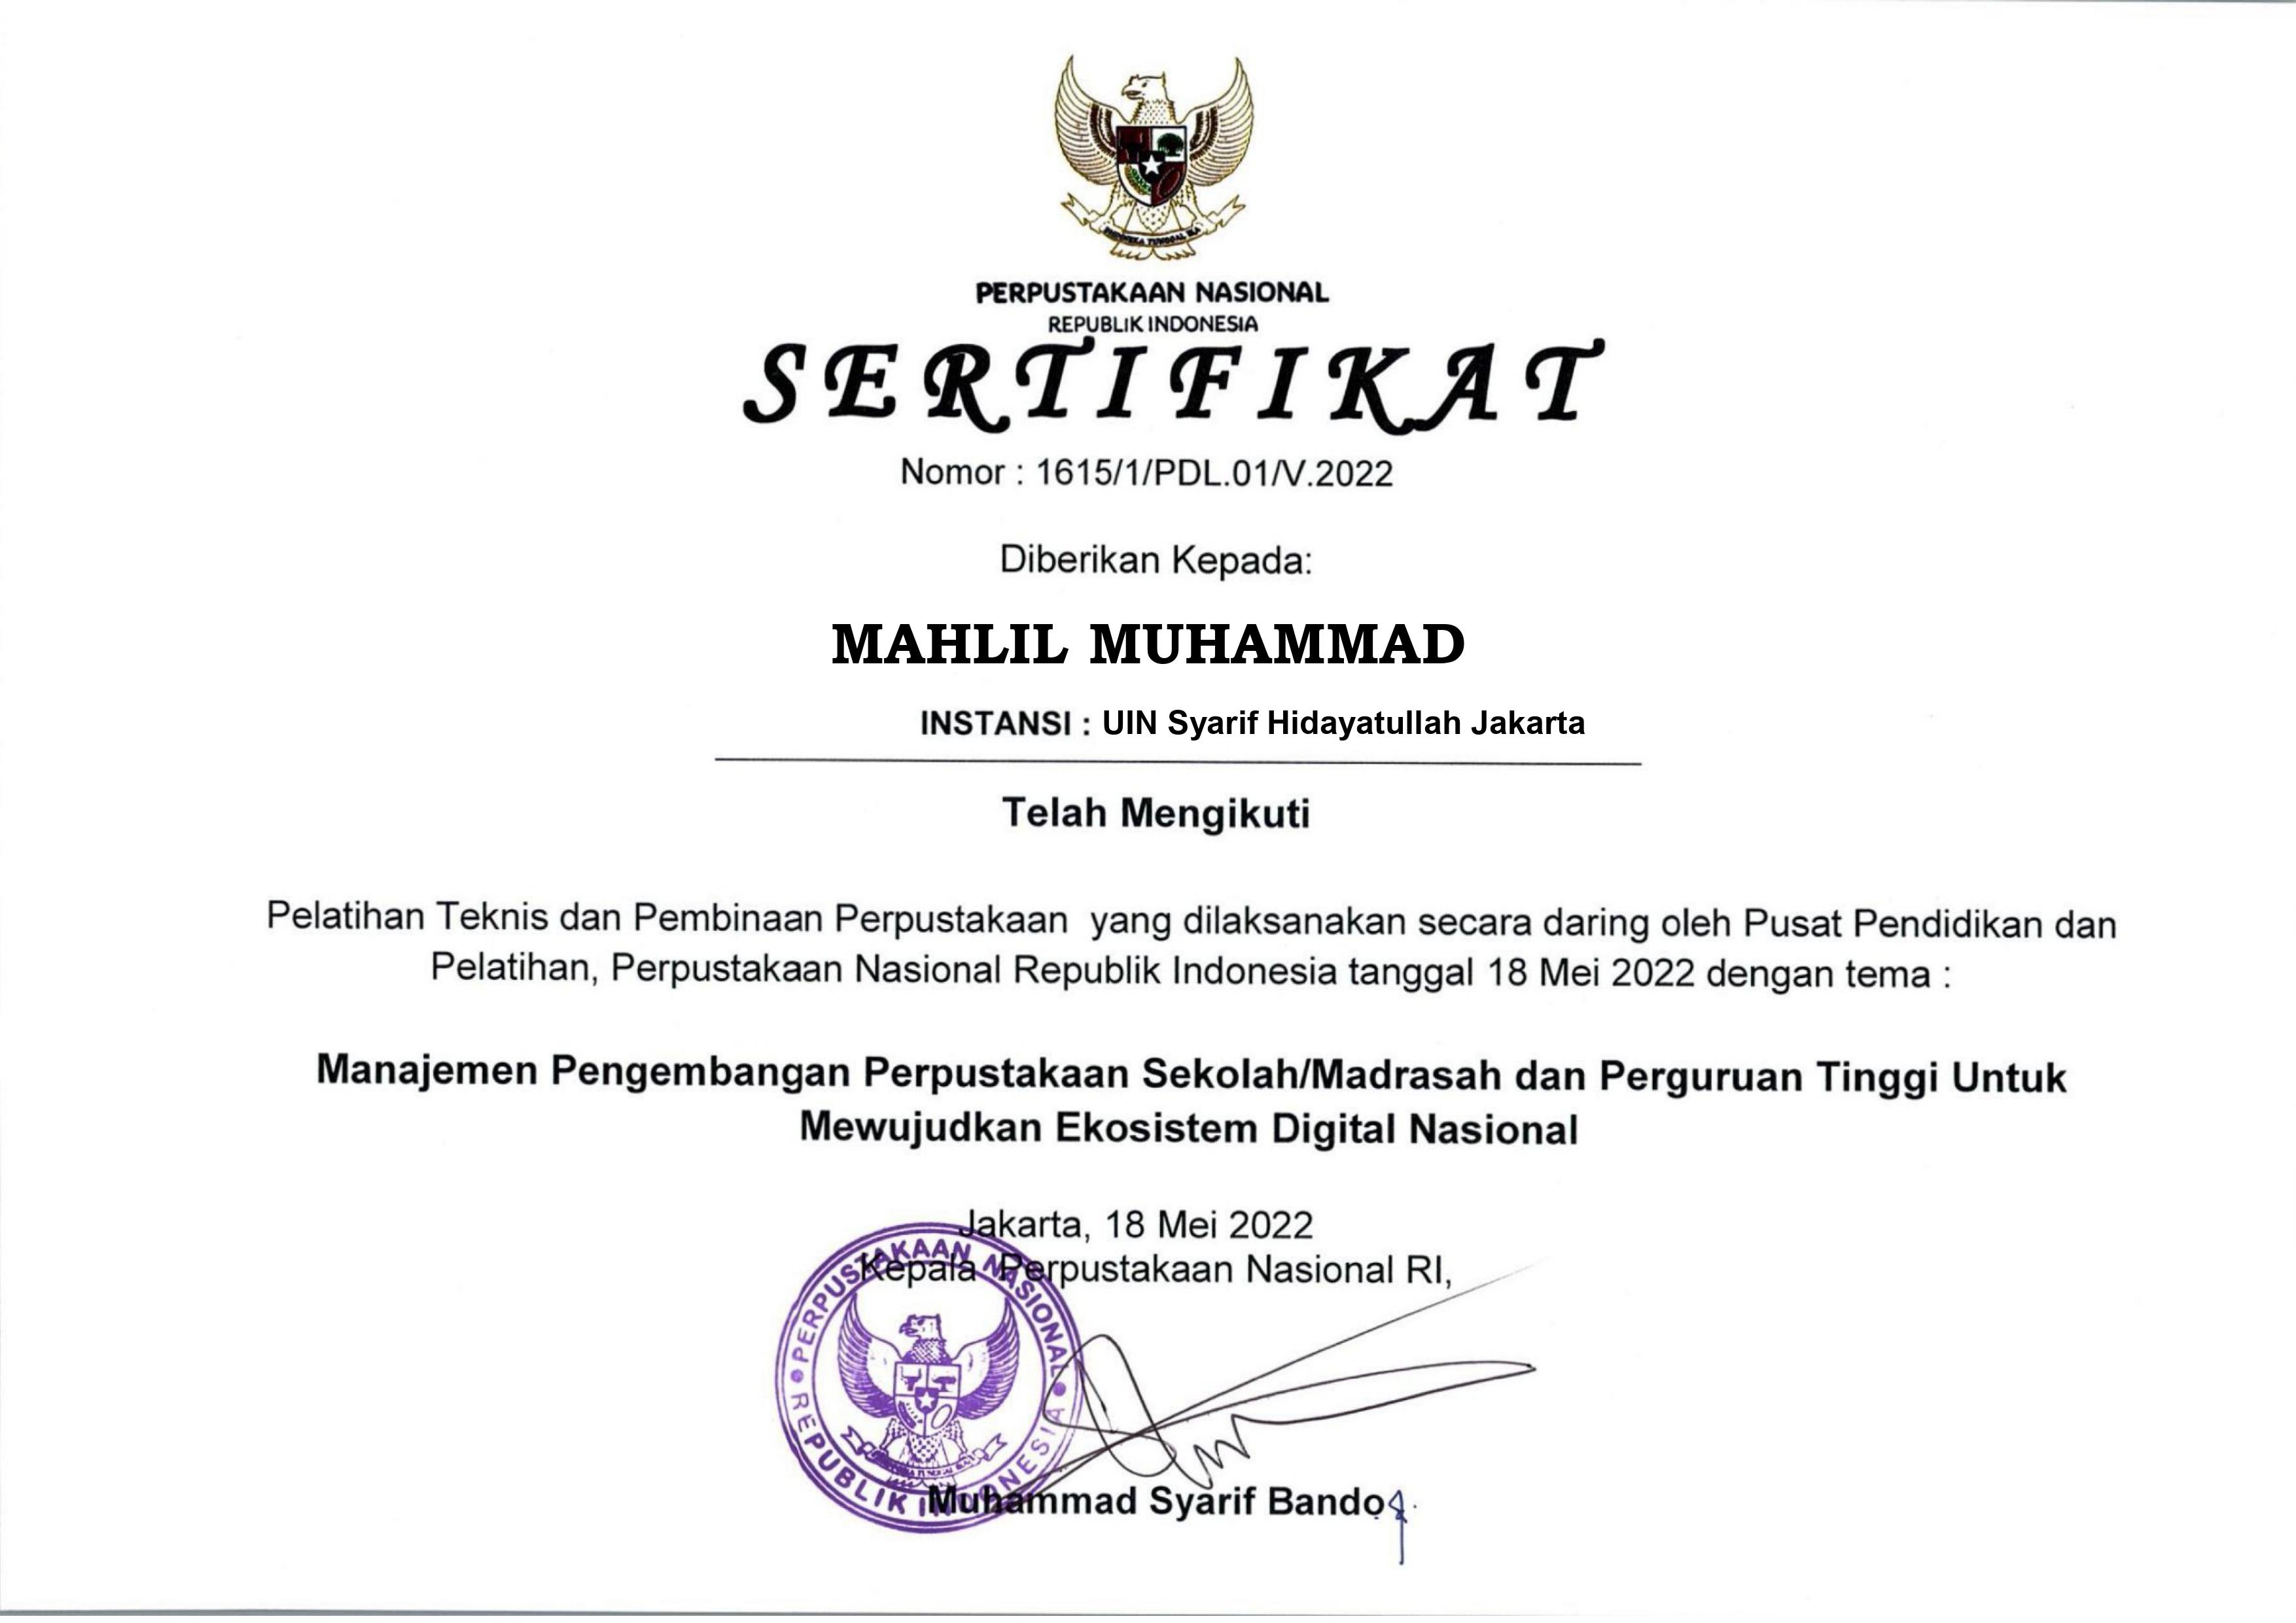 BHINNEKA TUNGGAL IKA
PERPUSTAKAAN NASIONAL
REPUBLIK INDONESIA
SERTIFIKAT
Nomor : 1615/1/PDL.01/V.2022
Diberikan Kepada:
MAHLIL MUHAMMAD
INSTANSI : UIN Syarif Hidayatullah Jakarta
Telah Mengikuti
Pelatihan Teknis dan Pembinaan Perpustakaan yang dilaksanakan secara daring oleh Pusat Pendidikan dan
Pelatihan, Perpustakaan Nasional Republik Indonesia tanggal 18 Mei 2022 dengan tema :
Manajemen Pengembangan Perpustakaan Sekolah/Madrasah dan Perguruan Tinggi Untuk
Mewujudkan Ekosistem Digital Nasional
Jakarta, 18 Mei 2022
Kepala Perpustakaan Nasional RI,
PERPUSTAKAAN NASIONAL
REPUBLIK INDONESIA
Muhammad Syarif Bando